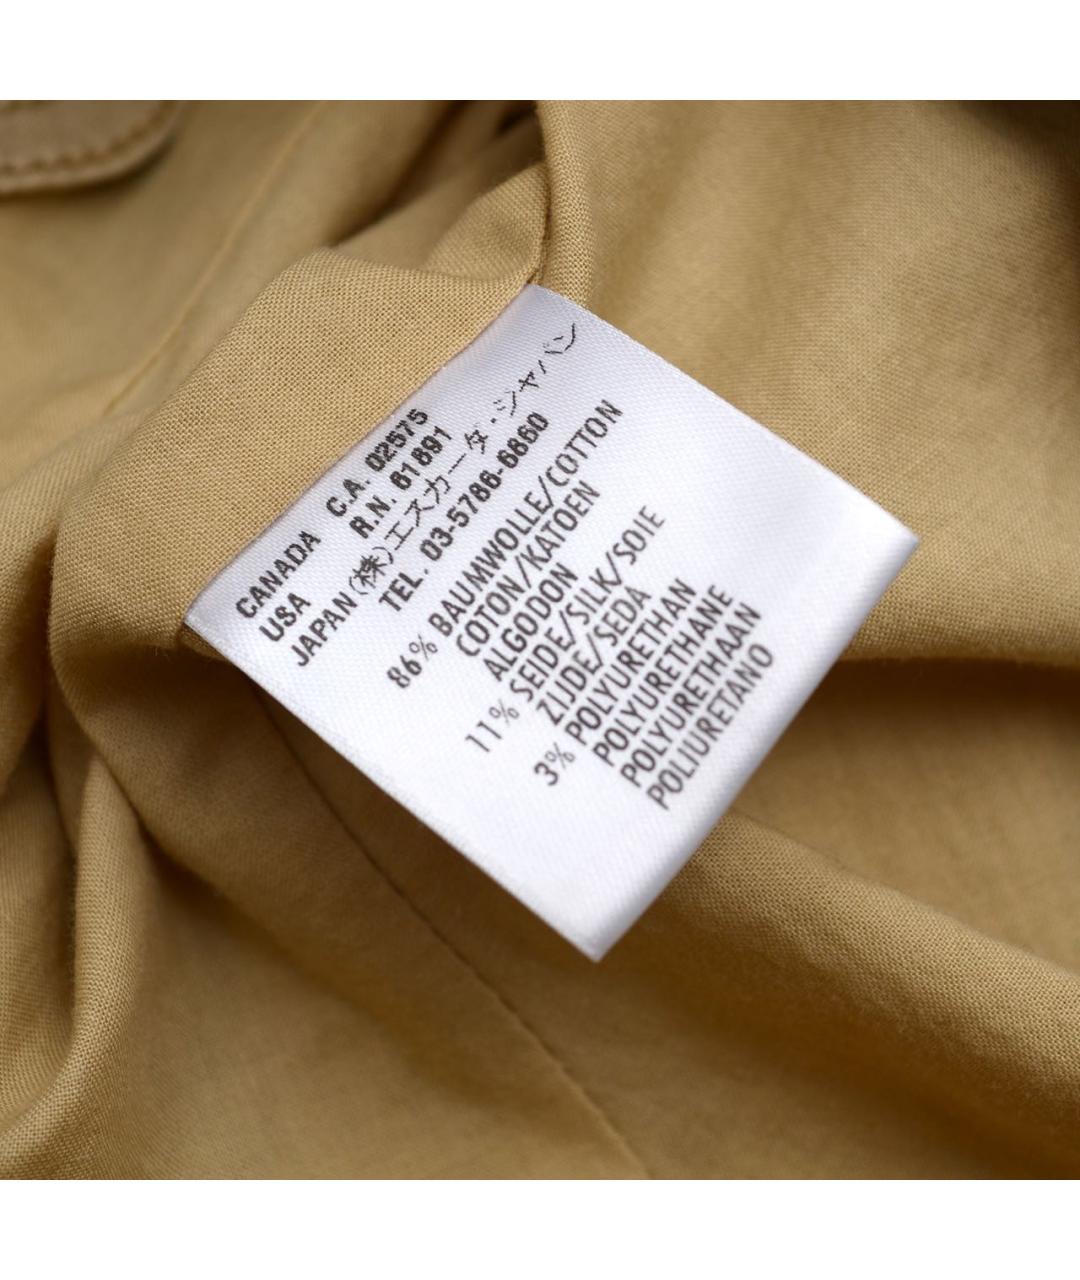 CANADA C.A. 02575
USA R.N. 61891
JAPAN (株)エスカーダ・ジャパン
TEL. 03-5786-6660
86% BAUMWOLLE/COTTON
COTON/KATOEN
ALGODON
11% SEIDE/SILK/SOIE
ZIJDE/SEDA
3% POLYURETHAN
POLYURETHANE
POLYURETHAAN
POLIURETANO